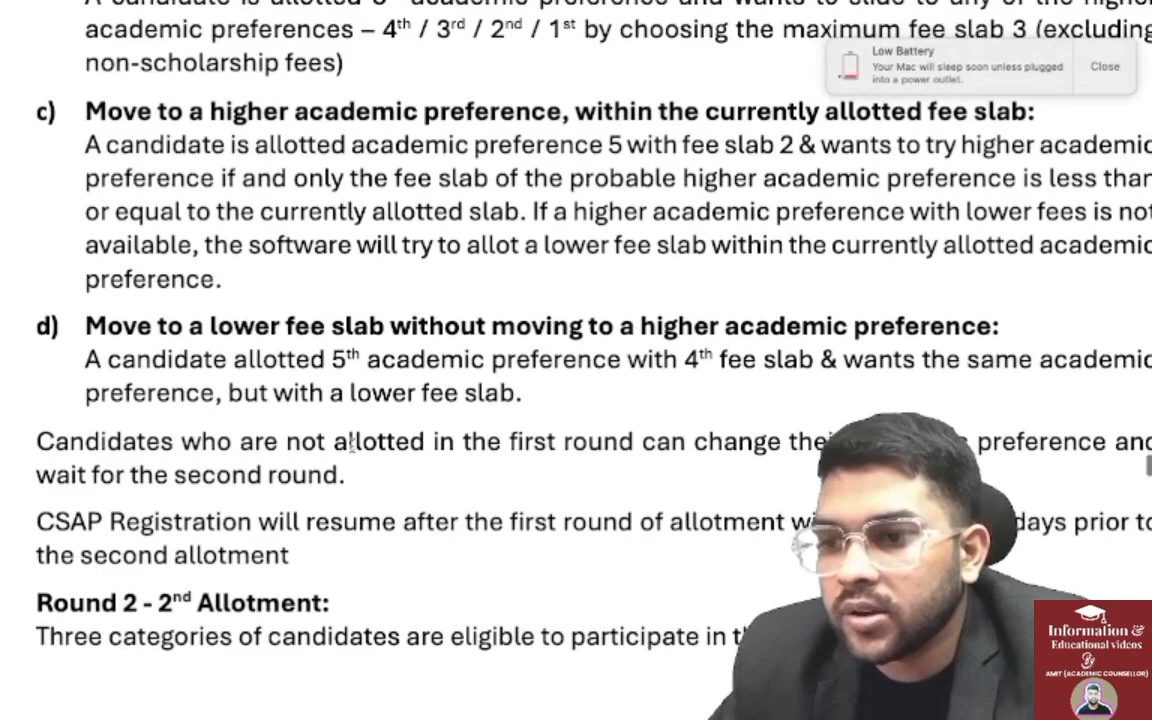 academic preferences – 4th / 3rd / 2nd / 1st by choosing the maximum fee slab 3 (excluding
non-scholarship fees)
Low Battery
Your Mac will sleep soon unless plugged
into a power outlet.
Close
c) Move to a higher academic preference, within the currently allotted fee slab:
A candidate is allotted academic preference 5 with fee slab 2 & wants to try higher academic
preference if and only the fee slab of the probable higher academic preference is less than
or equal to the currently allotted slab. If a higher academic preference with lower fees is not
available, the software will try to allot a lower fee slab within the currently allotted academic
preference.
d) Move to a lower fee slab without moving to a higher academic preference:
A candidate allotted 5th academic preference with 4th fee slab & wants the same academic
preference, but with a lower fee slab.
Candidates who are not allotted in the first round can change preference and
wait for the second round.
CSAP Registration will resume after the first round of allotment days prior to
the second allotment
Round 2 - 2nd Allotment:
Three categories of candidates are eligible to participate in
Information &
Educational videos
By
AMIT (ACADEMIC COUNSELLOR)